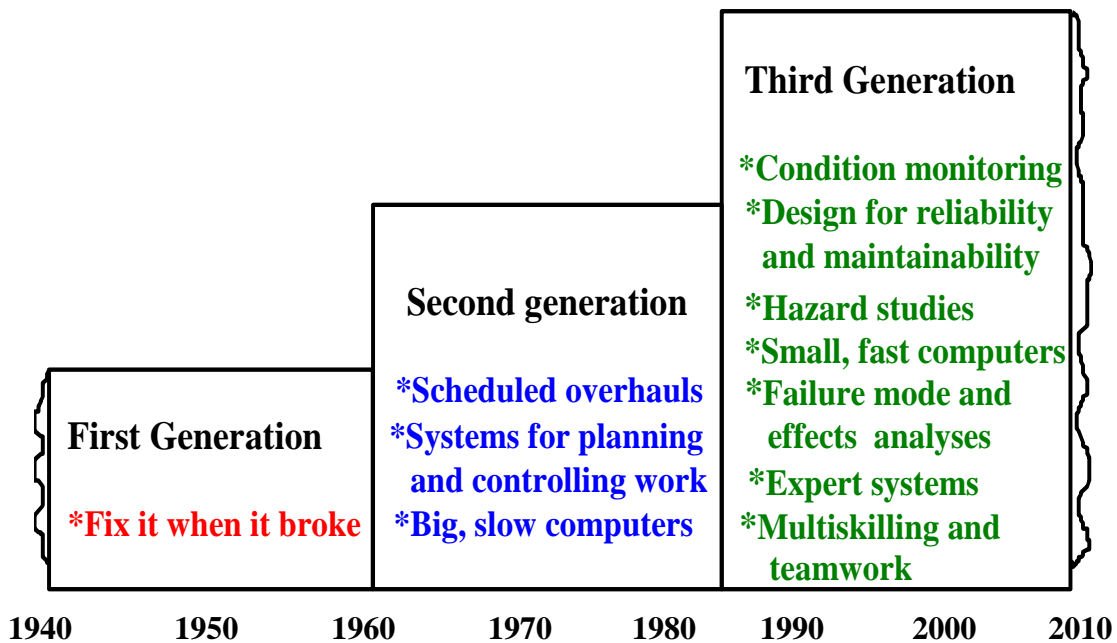 Third Generation
*Condition monitoring
*Design for reliability
and maintainability
*Hazard studies
*Small, fast computers
*Failure mode and
effects analyses
*Expert systems
*Multiskilling and
teamwork
Second generation
*Scheduled overhauls
*Systems for planning
and controlling work
*Big, slow computers
First Generation
*Fix it when it broke
1940 1950 1960 1970 1980 1990 2000 2010